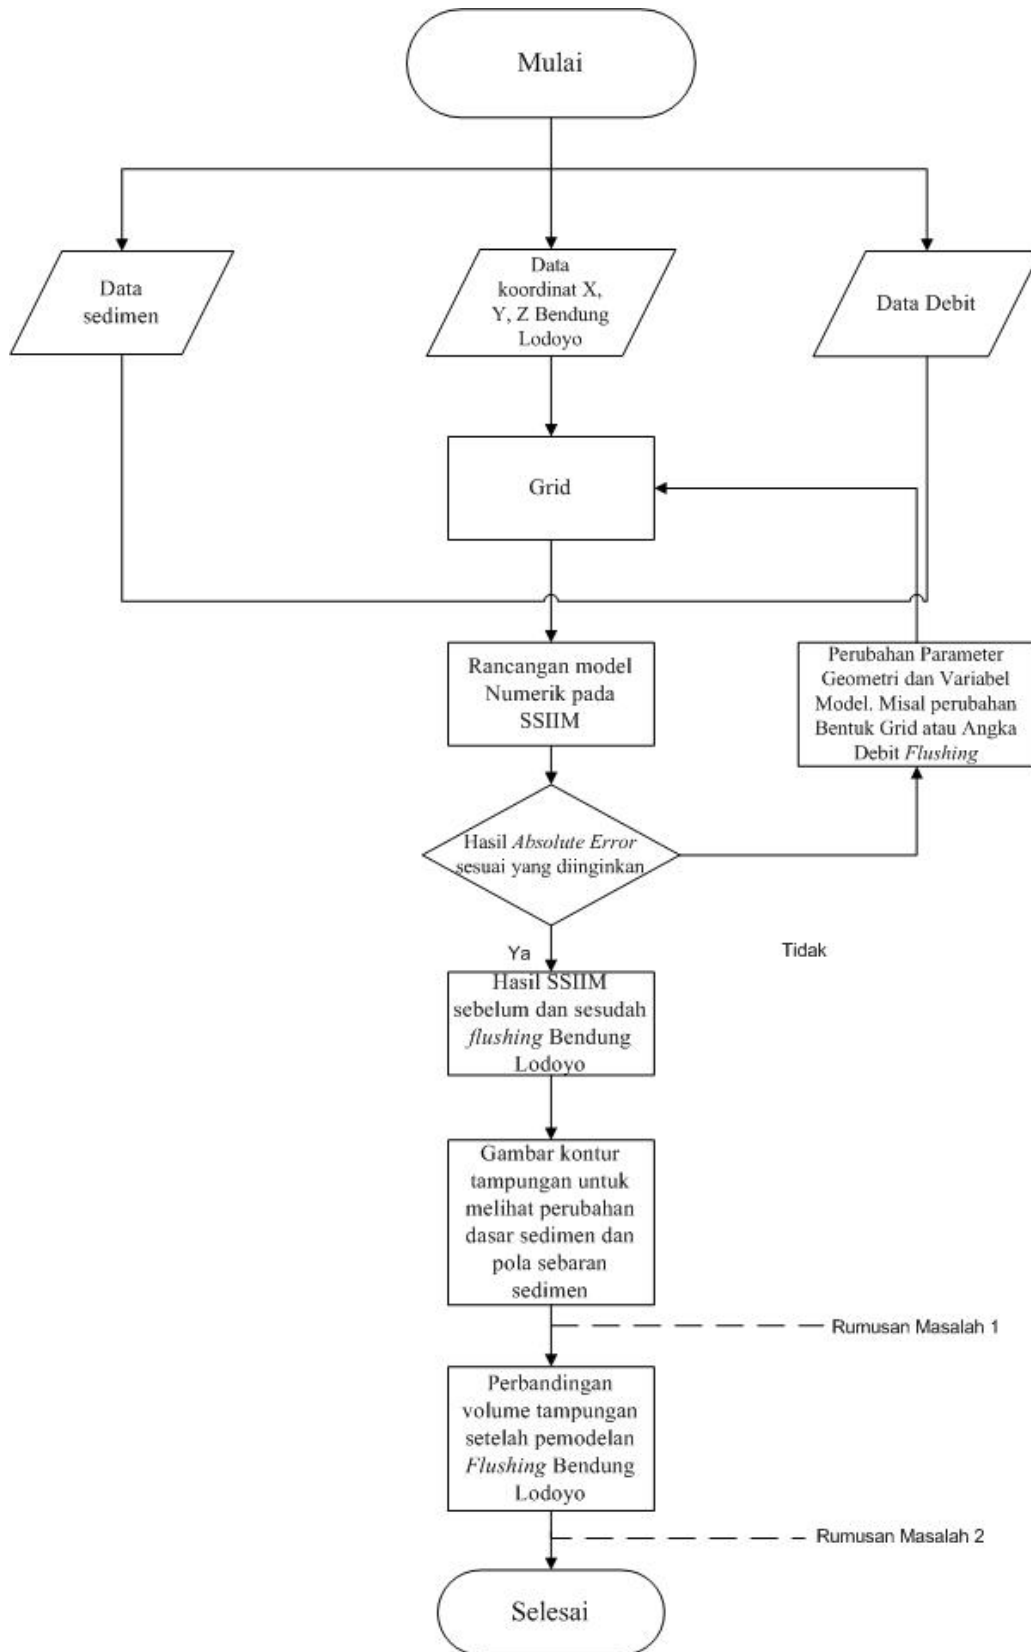 Mulai
Data
sedimen
Data
koordinat X,
Y, Z Bendung
Lodoyo
Data Debit
Grid
Rancangan model
Numerik pada
SSIIM
Perubahan Parameter
Geometri dan Variabel
Model. Misal perubahan
Bentuk Grid atau Angka
Debit Flushing
Hasil Absolute Error
sesuai yang diinginkan
Ya
Tidak
Hasil SSIIM
sebelum dan sesudah
flushing Bendung
Lodoyo
Gambar kontur
tampungan untuk
melihat perubahan
dasar sedimen dan
pola sebaran
sedimen
Rumusan Masalah 1
Perbandingan
volume tampungan
setelah pemodelan
Flushing Bendung
Lodoyo
Rumusan Masalah 2
Selesai